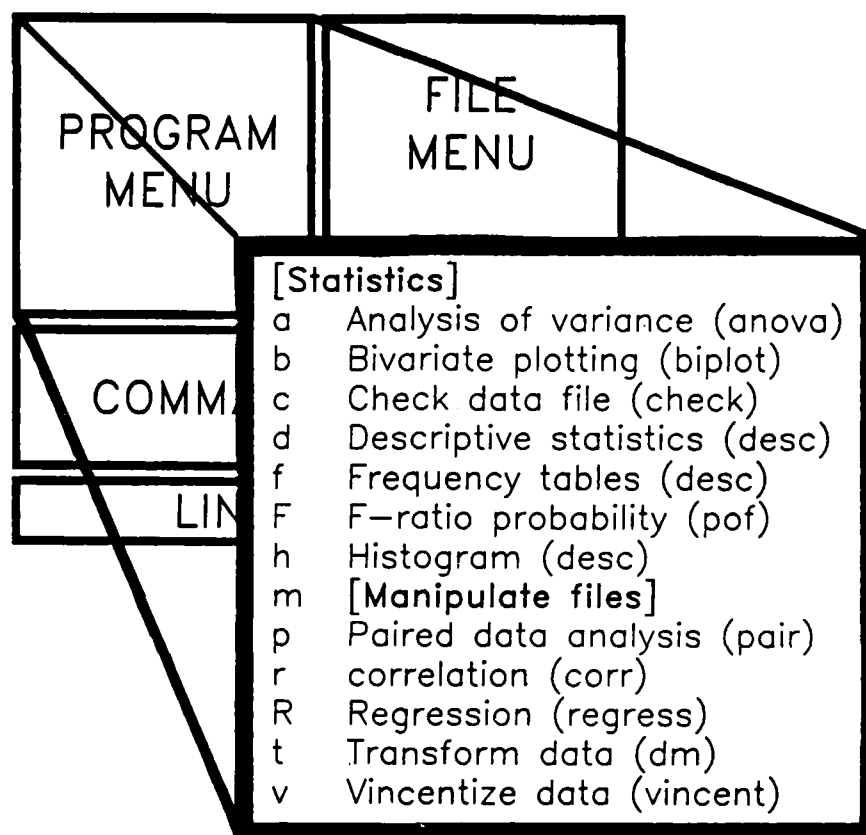 PROGRAM
MENU
FILE
MENU
COMMA
LIN
[Statistics]
a Analysis of variance (anova)
b Bivariate plotting (biplot)
c Check data file (check)
d Descriptive statistics (desc)
f Frequency tables (desc)
F F-ratio probability (pof)
h Histogram (desc)
m [Manipulate files]
p Paired data analysis (pair)
r correlation (corr)
R Regression (regress)
t Transform data (dm)
v Vincentize data (vincent)